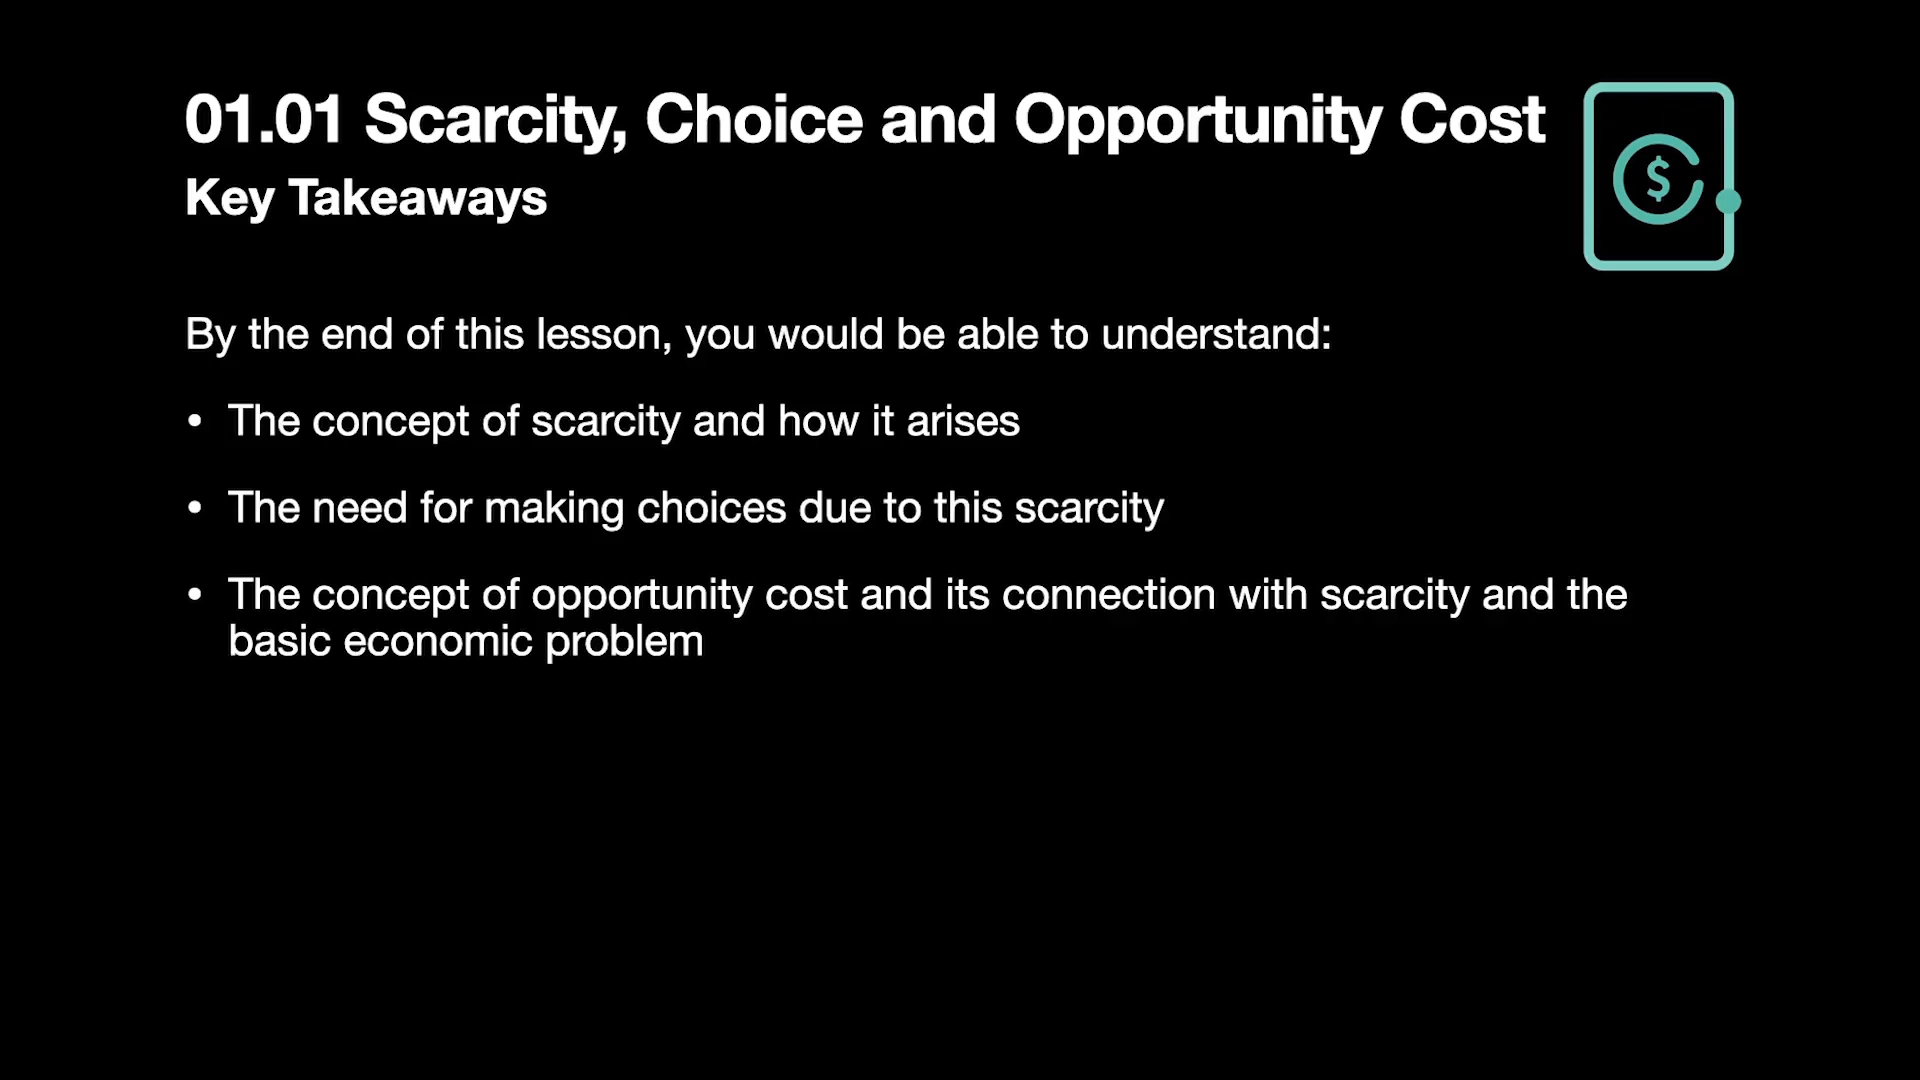 01.01 Scarcity, Choice and Opportunity Cost
Key Takeaways
$
By the end of this lesson, you would be able to understand:
• The concept of scarcity and how it arises
• The need for making choices due to this scarcity
• The concept of opportunity cost and its connection with scarcity and the
basic economic problem